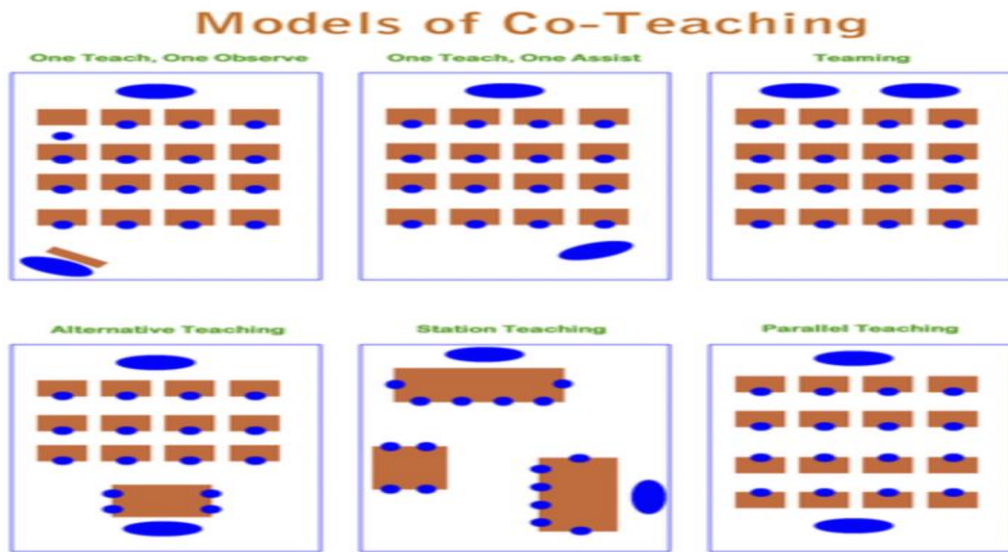 Models of Co-Teaching
One Teach, One Observe
One Teach, One Assist
Teaming
Alternative Teaching
Station Teaching
Parallel Teaching